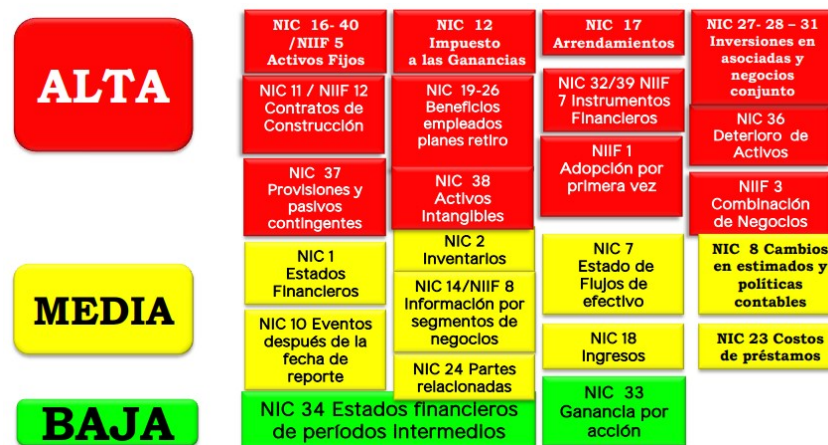 ALTA
NIC 16- 40
/NIIF 5
Activos Fijos
NIC 12
Impuesto
a las Ganancias
NIC 17
Arrendamientos
NIC 27- 28 – 31
Inversiones en
asociadas y
negocios
conjunto
NIC 11 / NIIF 12
Contratos de
Construcción
NIC 19-26
Beneficios
empleados
planes retiro
NIC 32/39 NIIF
7 Instrumentos
Financieros
NIC 36
Deterioro de
Activos
NIC 37
Provisiones y
pasivos
contingentes
NIC 38
Activos
Intangibles
NIIF 1
Adopción por
primera vez
NIIF 3
Combinación
de Negocios
MEDIA
NIC 1
Estados
Financieros
NIC 2
Inventarios
NIC 7
Estado de
Flujos de
efectivo
NIC 8 Cambios
en estimados y
políticas
contables
NIC 10 Eventos
después de la
fecha de
reporte
NIC 14/NIIF 8
Información por
segmentos de
negocios
NIC 18
Ingresos
NIC 23 Costos
de préstamos
NIC 24 Partes
relacionadas
BAJA
NIC 34 Estados financieros
de períodos intermedios
NIC 33
Ganancia por
acción